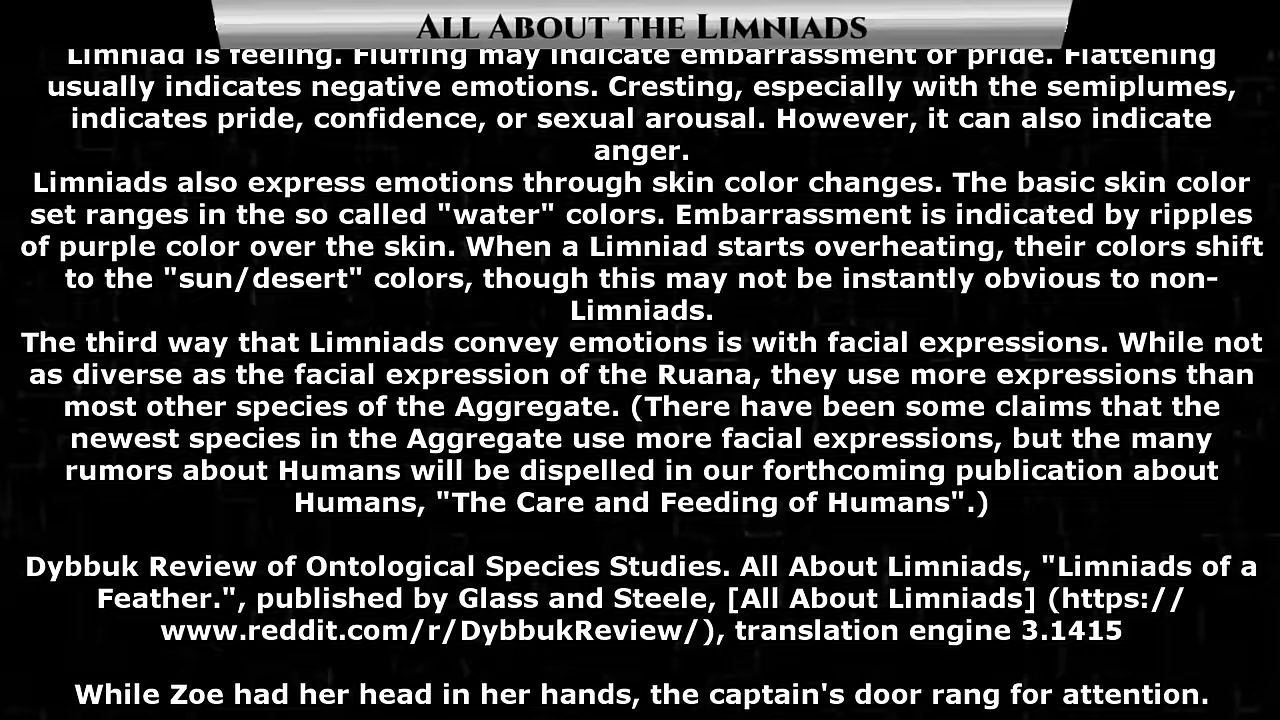 All About the Limniads
Limniad is feeling. Fluffing may indicate embarrassment or pride. Flattening
usually indicates negative emotions. Cresting, especially with the semiplumes,
indicates pride, confidence, or sexual arousal. However, it can also indicate
anger.
Limniads also express emotions through skin color changes. The basic skin color
set ranges in the so called "water" colors. Embarrassment is indicated by ripples
of purple color over the skin. When a Limniad starts overheating, their colors shift
to the "sun/desert" colors, though this may not be instantly obvious to non-
Limniads.
The third way that Limniads convey emotions is with facial expressions. While not
as diverse as the facial expression of the Ruana, they use more expressions than
most other species of the Aggregate. (There have been some claims that the
newest species in the Aggregate use more facial expressions, but the many
rumors about Humans will be dispelled in our forthcoming publication about
Humans, "The Care and Feeding of Humans".)
Dybbuk Review of Ontological Species Studies. All About Limniads, "Limniads of a
Feather.", published by Glass and Steele, [All About Limniads] (https://
www.reddit.com/r/DybbukReview/), translation engine 3.1415
While Zoe had her head in her hands, the captain's door rang for attention.